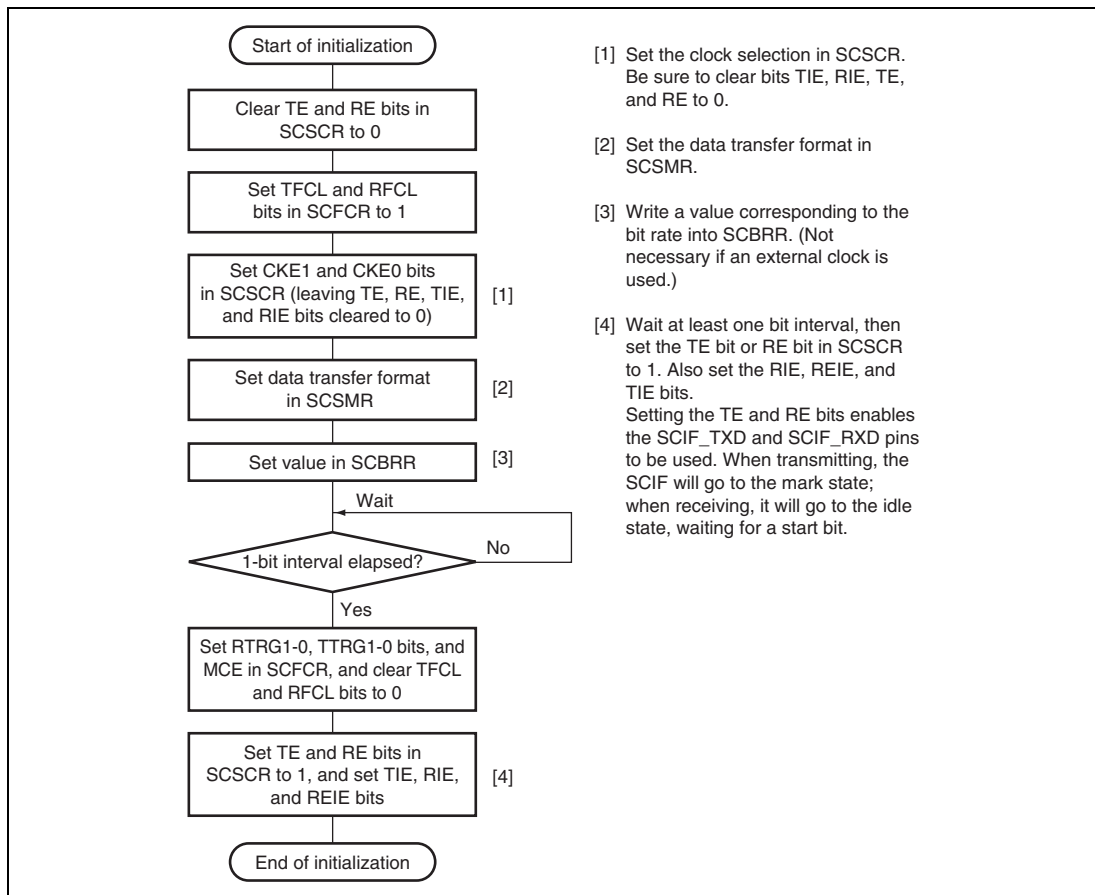 Start of initialization
Clear TE and RE bits in
SCSCR to 0
Set TFCL and RFCL
bits in SCFCR to 1
Set CKE1 and CKE0 bits
in SCSCR (leaving TE, RE, TIE,
and RIE bits cleared to 0)
[1]
Set data transfer format
in SCSMR
[2]
Set value in SCBRR
[3]
Wait
1-bit interval elapsed?
No
Yes
Set RTRG1-0, TTRG1-0 bits, and
MCE in SCFCR, and clear TFCL
and RFCL bits to 0
Set TE and RE bits in
SCSCR to 1, and set TIE, RIE,
and REIE bits
[4]
End of initialization
[1] Set the clock selection in SCSCR.
Be sure to clear bits TIE, RIE, TE,
and RE to 0.
[2] Set the data transfer format in
SCSMR.
[3] Write a value corresponding to the
bit rate into SCBRR. (Not
necessary if an external clock is
used.)
[4] Wait at least one bit interval, then
set the TE bit or RE bit in SCSCR
to 1. Also set the RIE, REIE, and
TIE bits.
Setting the TE and RE bits enables
the SCIF_TXD and SCIF_RXD pins
to be used. When transmitting, the
SCIF will go to the mark state;
when receiving, it will go to the idle
state, waiting for a start bit.